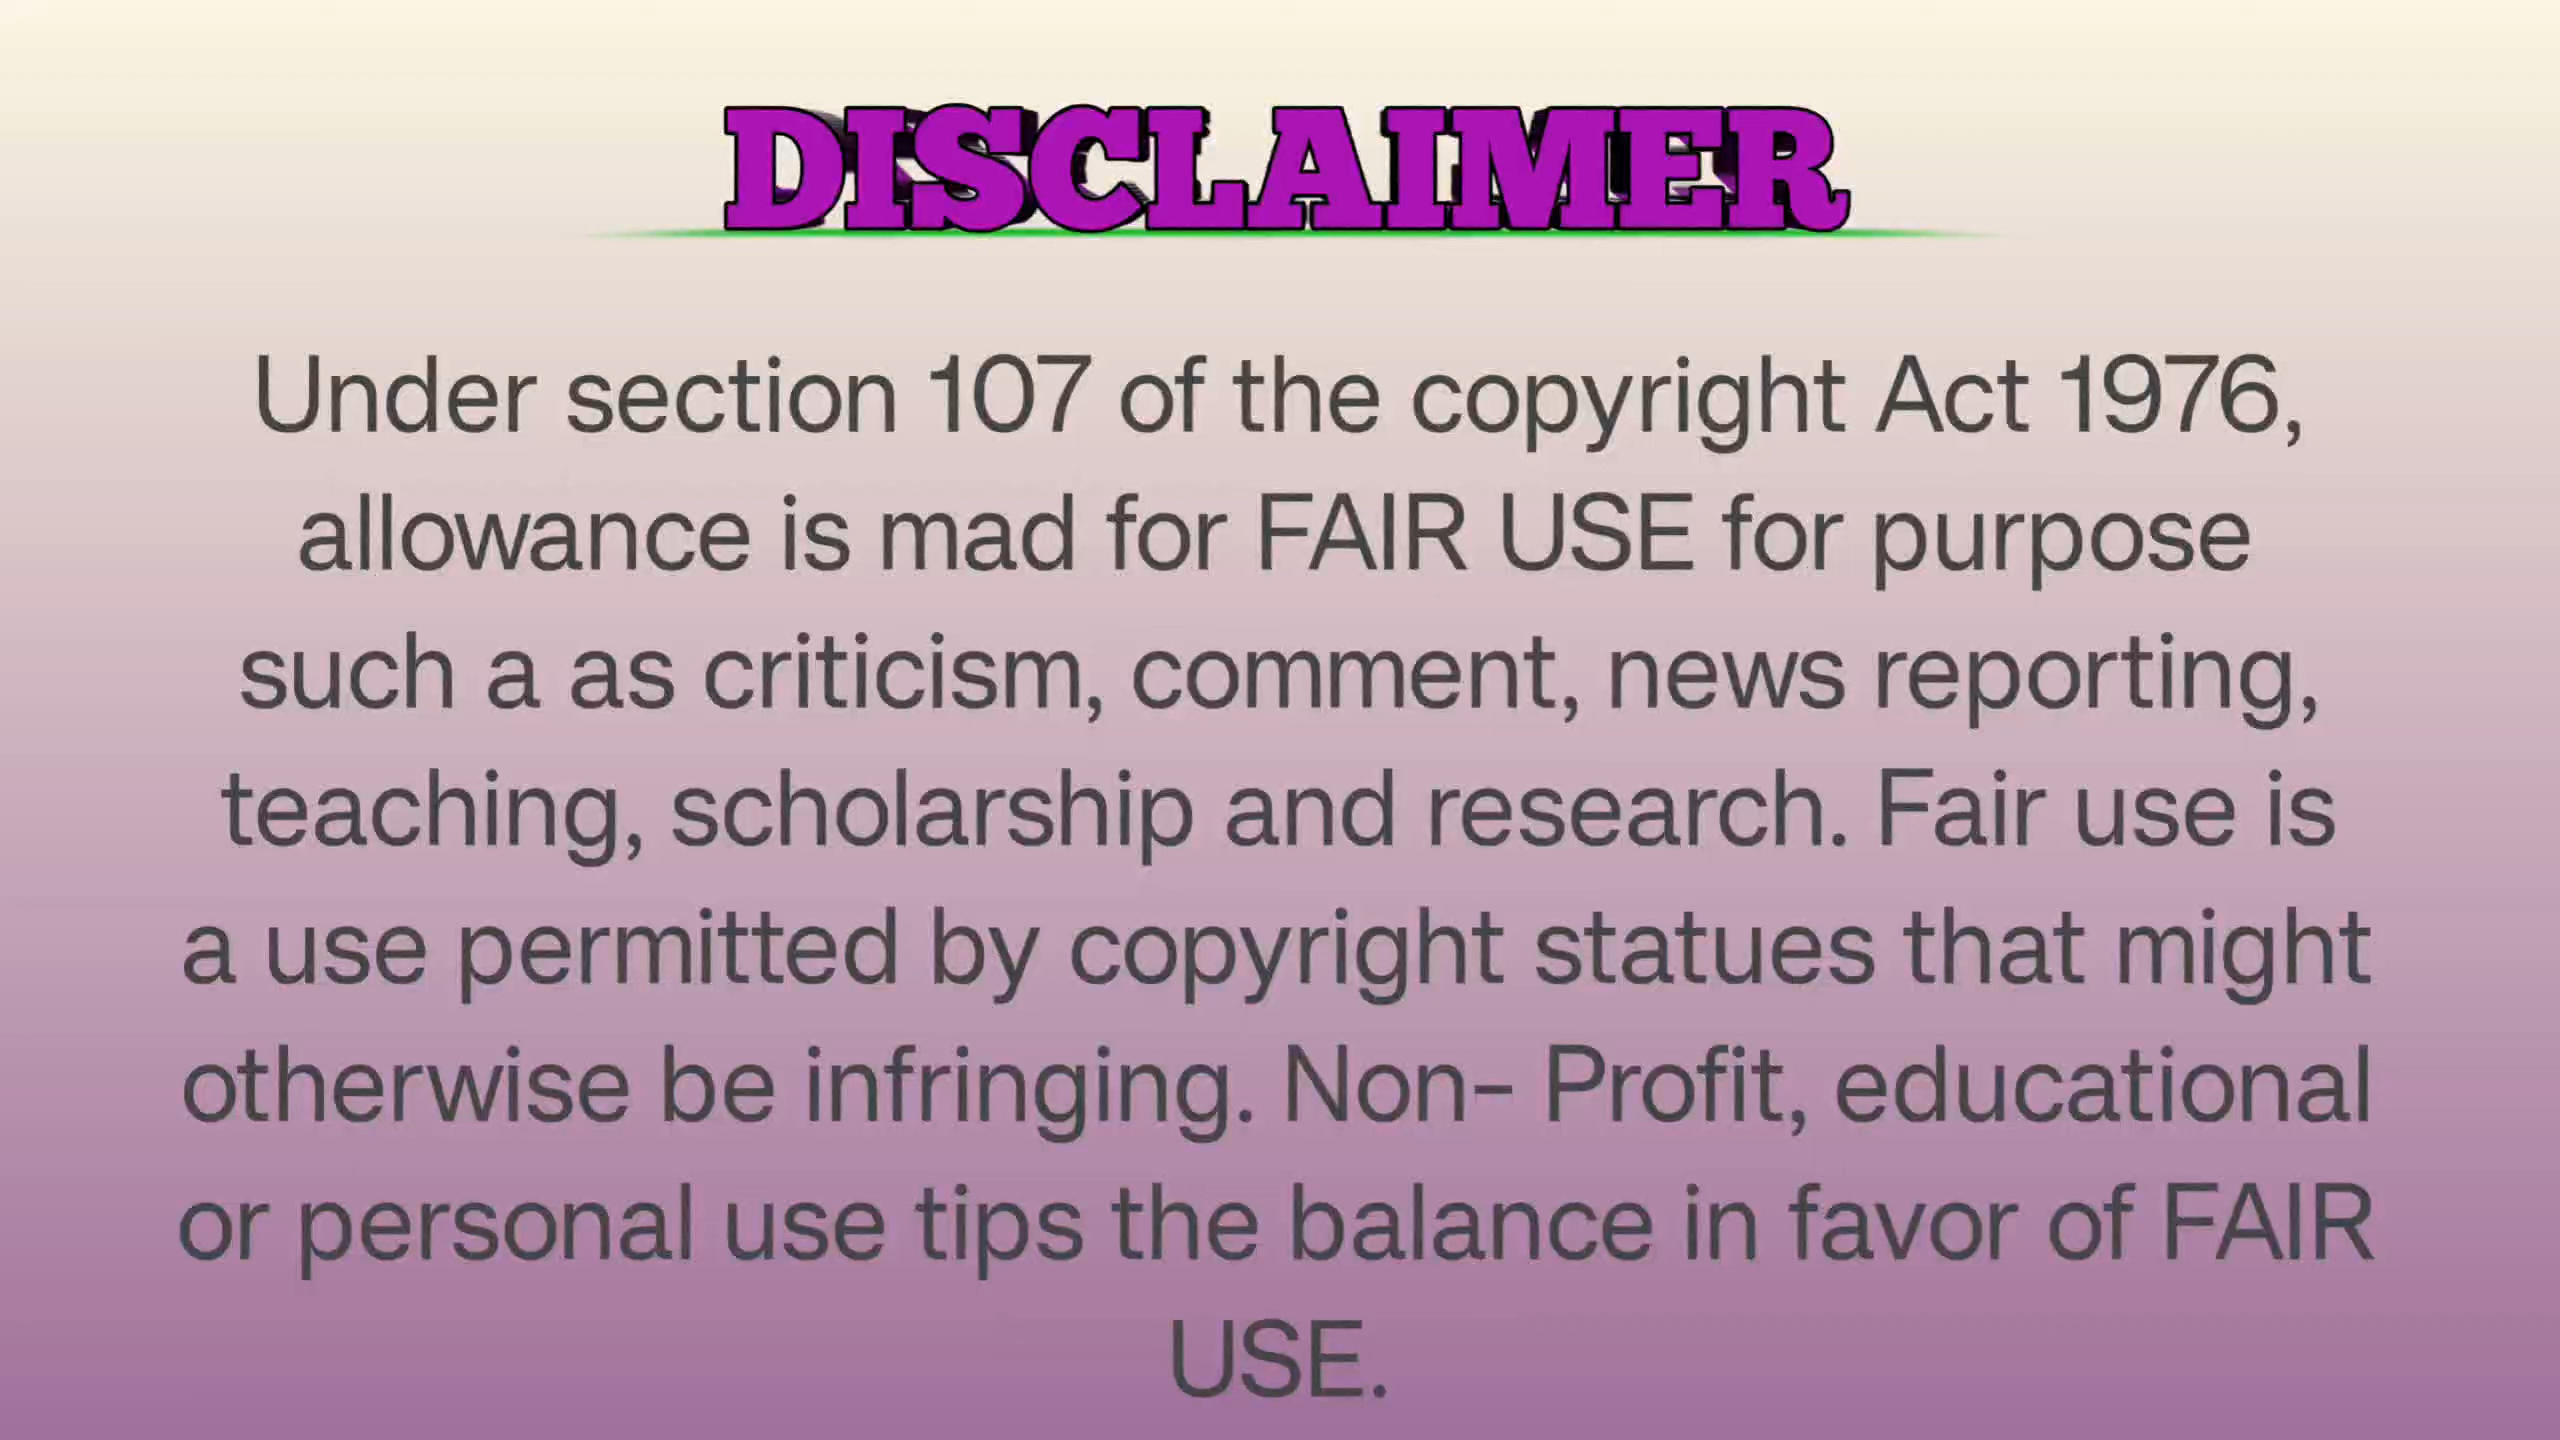 DISCLAIMER
Under section 107 of the copyright Act 1976,
allowance is mad for FAIR USE for purpose
such a as criticism, comment, news reporting,
teaching, scholarship and research. Fair use is
a use permitted by copyright statues that might
otherwise be infringing. Non- Profit, educational
or personal use tips the balance in favor of FAIR
USE.